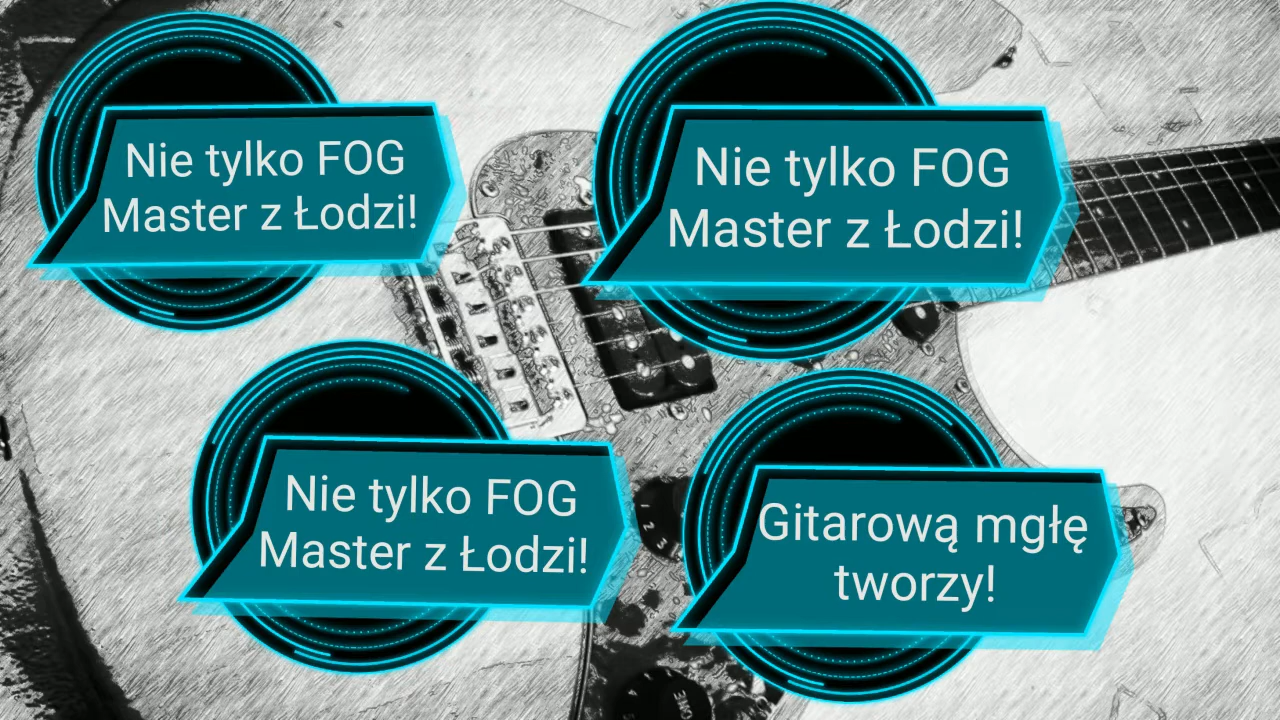 Nie tylko FOG
Master z Łodzi!
Nie tylko FOG
Master z Łodzi!
Nie tylko FOG
Master z Łodzi!
Gitarową mgłę
tworzy!